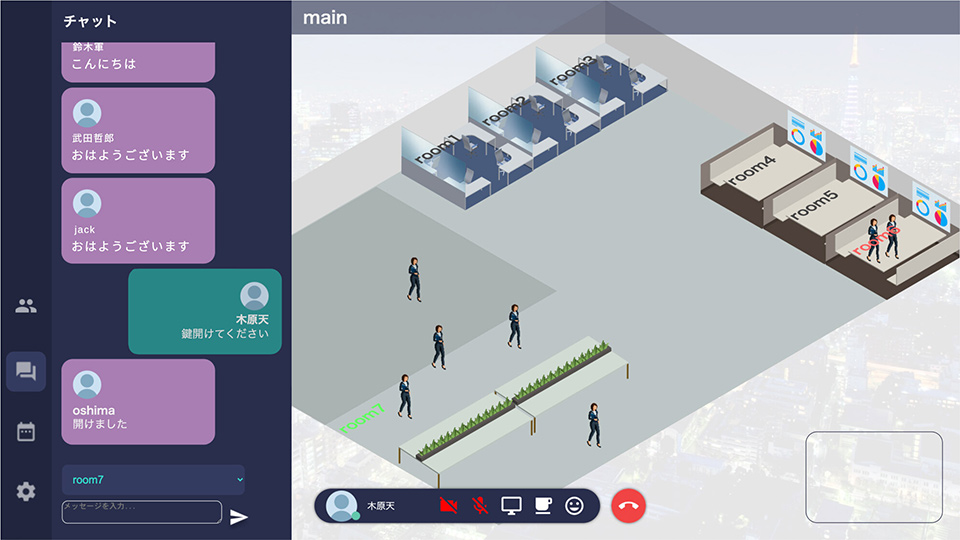 チャット
鈴木軍
こんにちは
武田哲郎
おはようございます
jack
おはようございます
木原天
鍵開けてください
oshima
開けました
room7
メッセージを入力...
main
room3
room2
room1
room4
room5
room6
room7
木原天